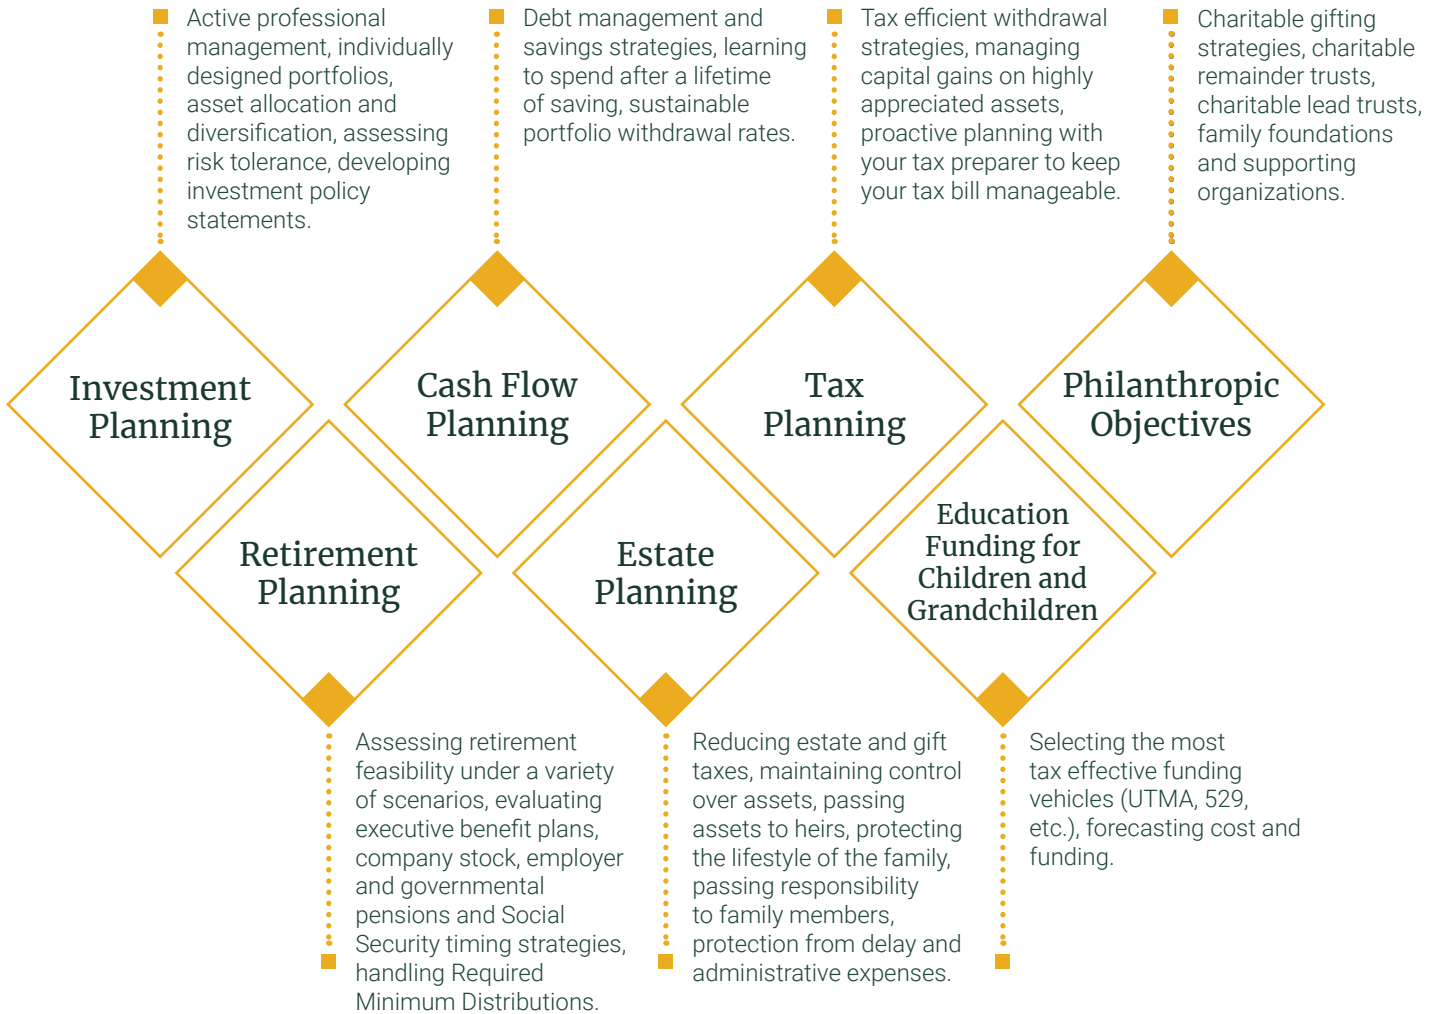 Active professional
management, individually
designed portfolios,
asset allocation and
diversification, assessing
risk tolerance, developing
investment policy
statements.
Debt management and
savings strategies, learning
to spend after a lifetime
of saving, sustainable
portfolio withdrawal rates.
Tax efficient withdrawal
strategies, managing
capital gains on highly
appreciated assets,
proactive planning with
your tax preparer to keep
your tax bill manageable.
Charitable gifting
strategies, charitable
remainder trusts,
charitable lead trusts,
family foundations
and supporting
organizations.
Investment
Planning
Cash Flow
Planning
Tax
Planning
Philanthropic
Objectives
Retirement
Planning
Estate
Planning
Education
Funding for
Children and
Grandchildren
Assessing retirement
feasibility under a variety
of scenarios, evaluating
executive benefit plans,
company stock, employer
and governmental
pensions and Social
Security timing strategies,
handling Required
Minimum Distributions.
Reducing estate and gift
taxes, maintaining control
over assets, passing
assets to heirs, protecting
the lifestyle of the family,
passing responsibility
to family members,
protection from delay and
administrative expenses.
Selecting the most
tax effective funding
vehicles (UTMA, 529,
etc.), forecasting cost and
funding.